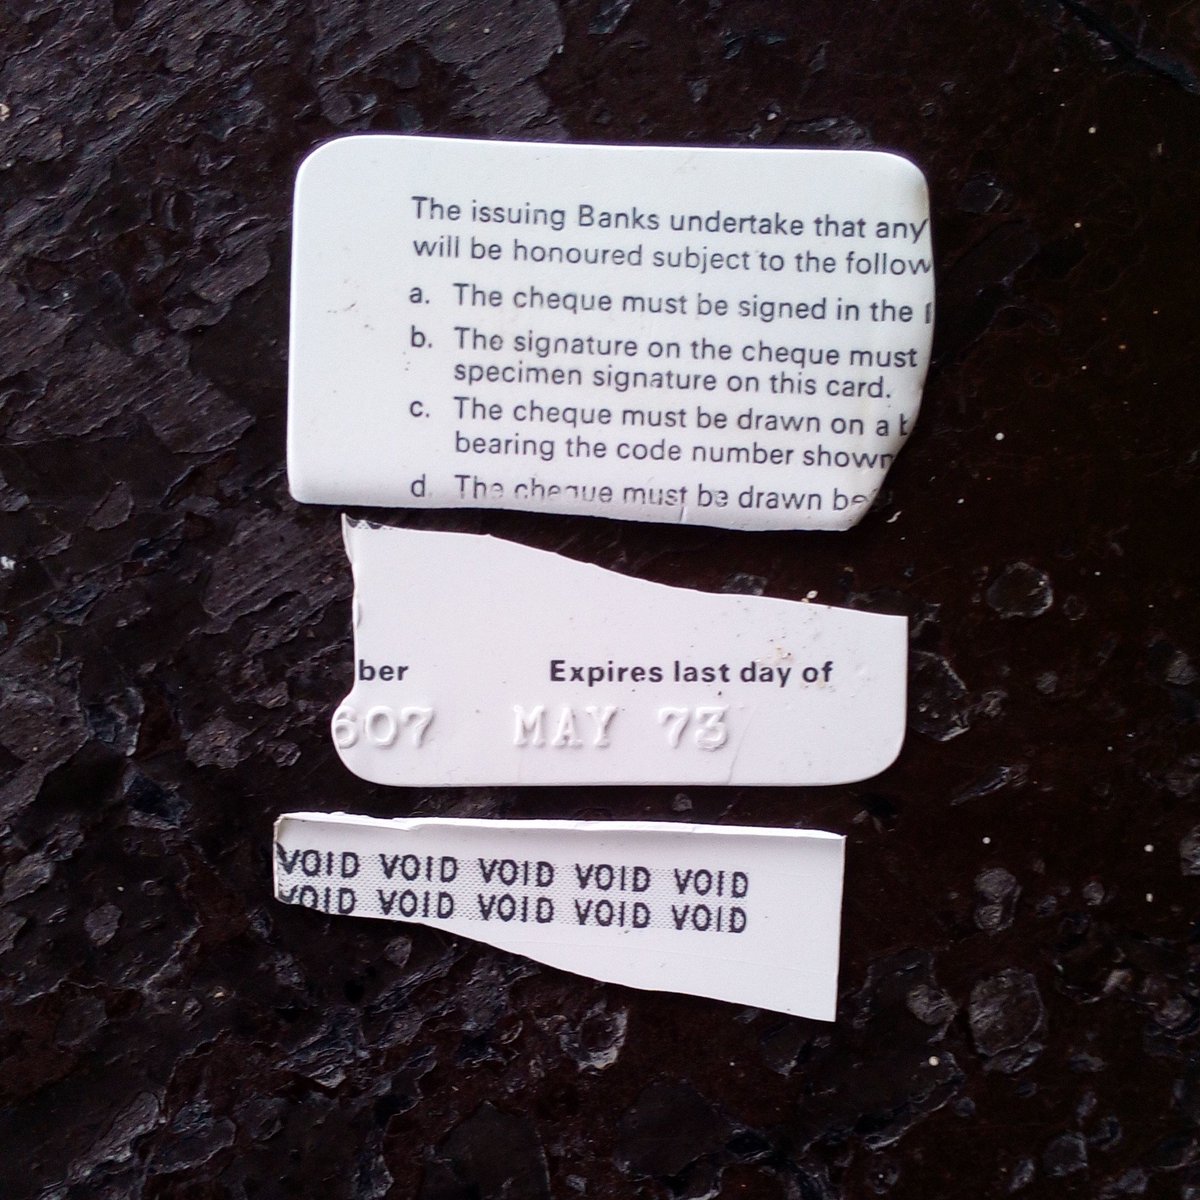 The issuing Banks undertake that any
will be honoured subject to the follow
a. The cheque must be signed in the
b. The signature on the cheque must
specimen signature on this card.
c. The cheque must be drawn on a
bearing the code number shown
d. The cheque must be drawn be
ber Expires last day of
607 MAY 73
VOID VOID VOID VOID VOID
VOID VOID VOID VOID VOID